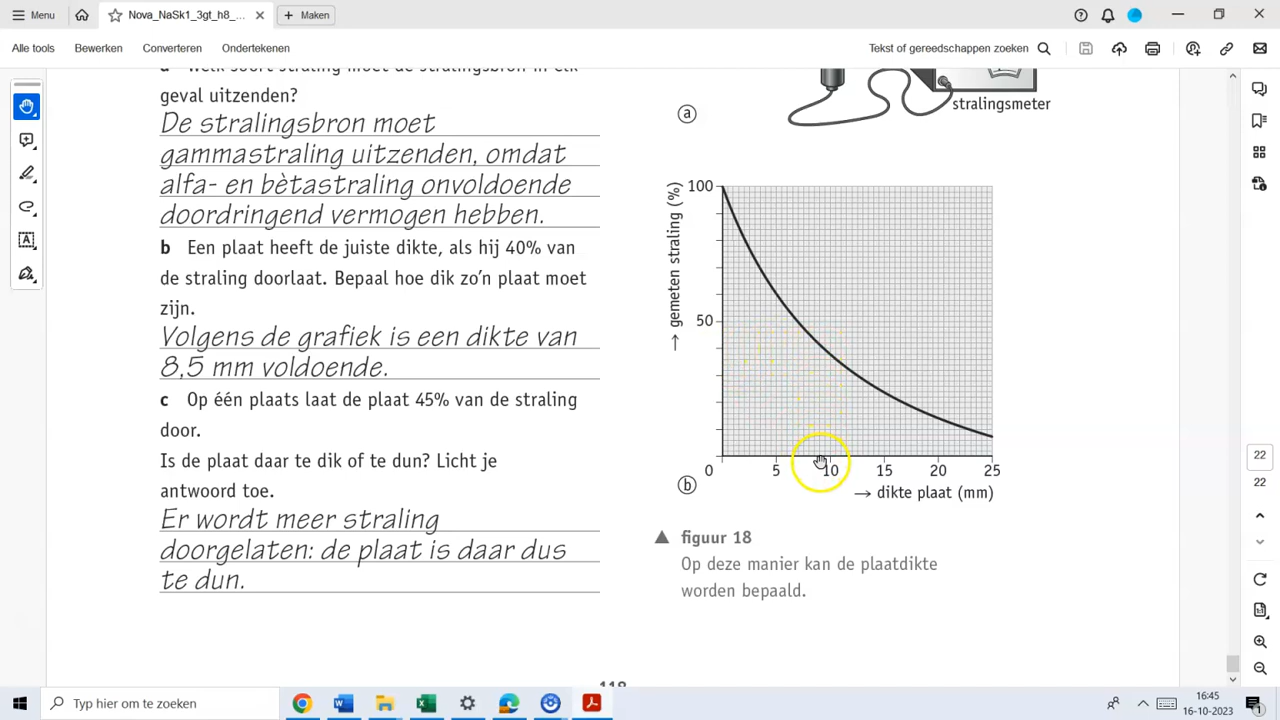 Menu
Nova_NaSk1_3gt_h8_...
Maken
Alle tools
Bewerken
Converteren
Ondertekenen
Tekst of gereedschappen zoeken
geval uitzenden?
De stralingsbron moet
gammastraling uitzenden, omdat
alfa- en bètastraling onvoldoende
doordringend vermogen hebben.
b Een plaat heeft de juiste dikte, als hij 40% van
de straling doorlaat. Bepaal hoe dik zo'n plaat moet
zijn.
Volgens de grafiek is een dikte van
8,5 mm voldoende.
c Op één plaats laat de plaat 45% van de straling
door.
Is de plaat daar te dik of te dun? Licht je
antwoord toe.
Er wordt meer straling
doorgelaten: de plaat is daar dus
te dun.
stralingsmeter
a
→ gemeten straling (%)
100
50
0
5
10
15
20
25
→ dikte plaat (mm)
b
▲ figuur 18
Op deze manier kan de plaatdikte
worden bepaald.
22
22
Typ hier om te zoeken
16:45
16-10-2023
1